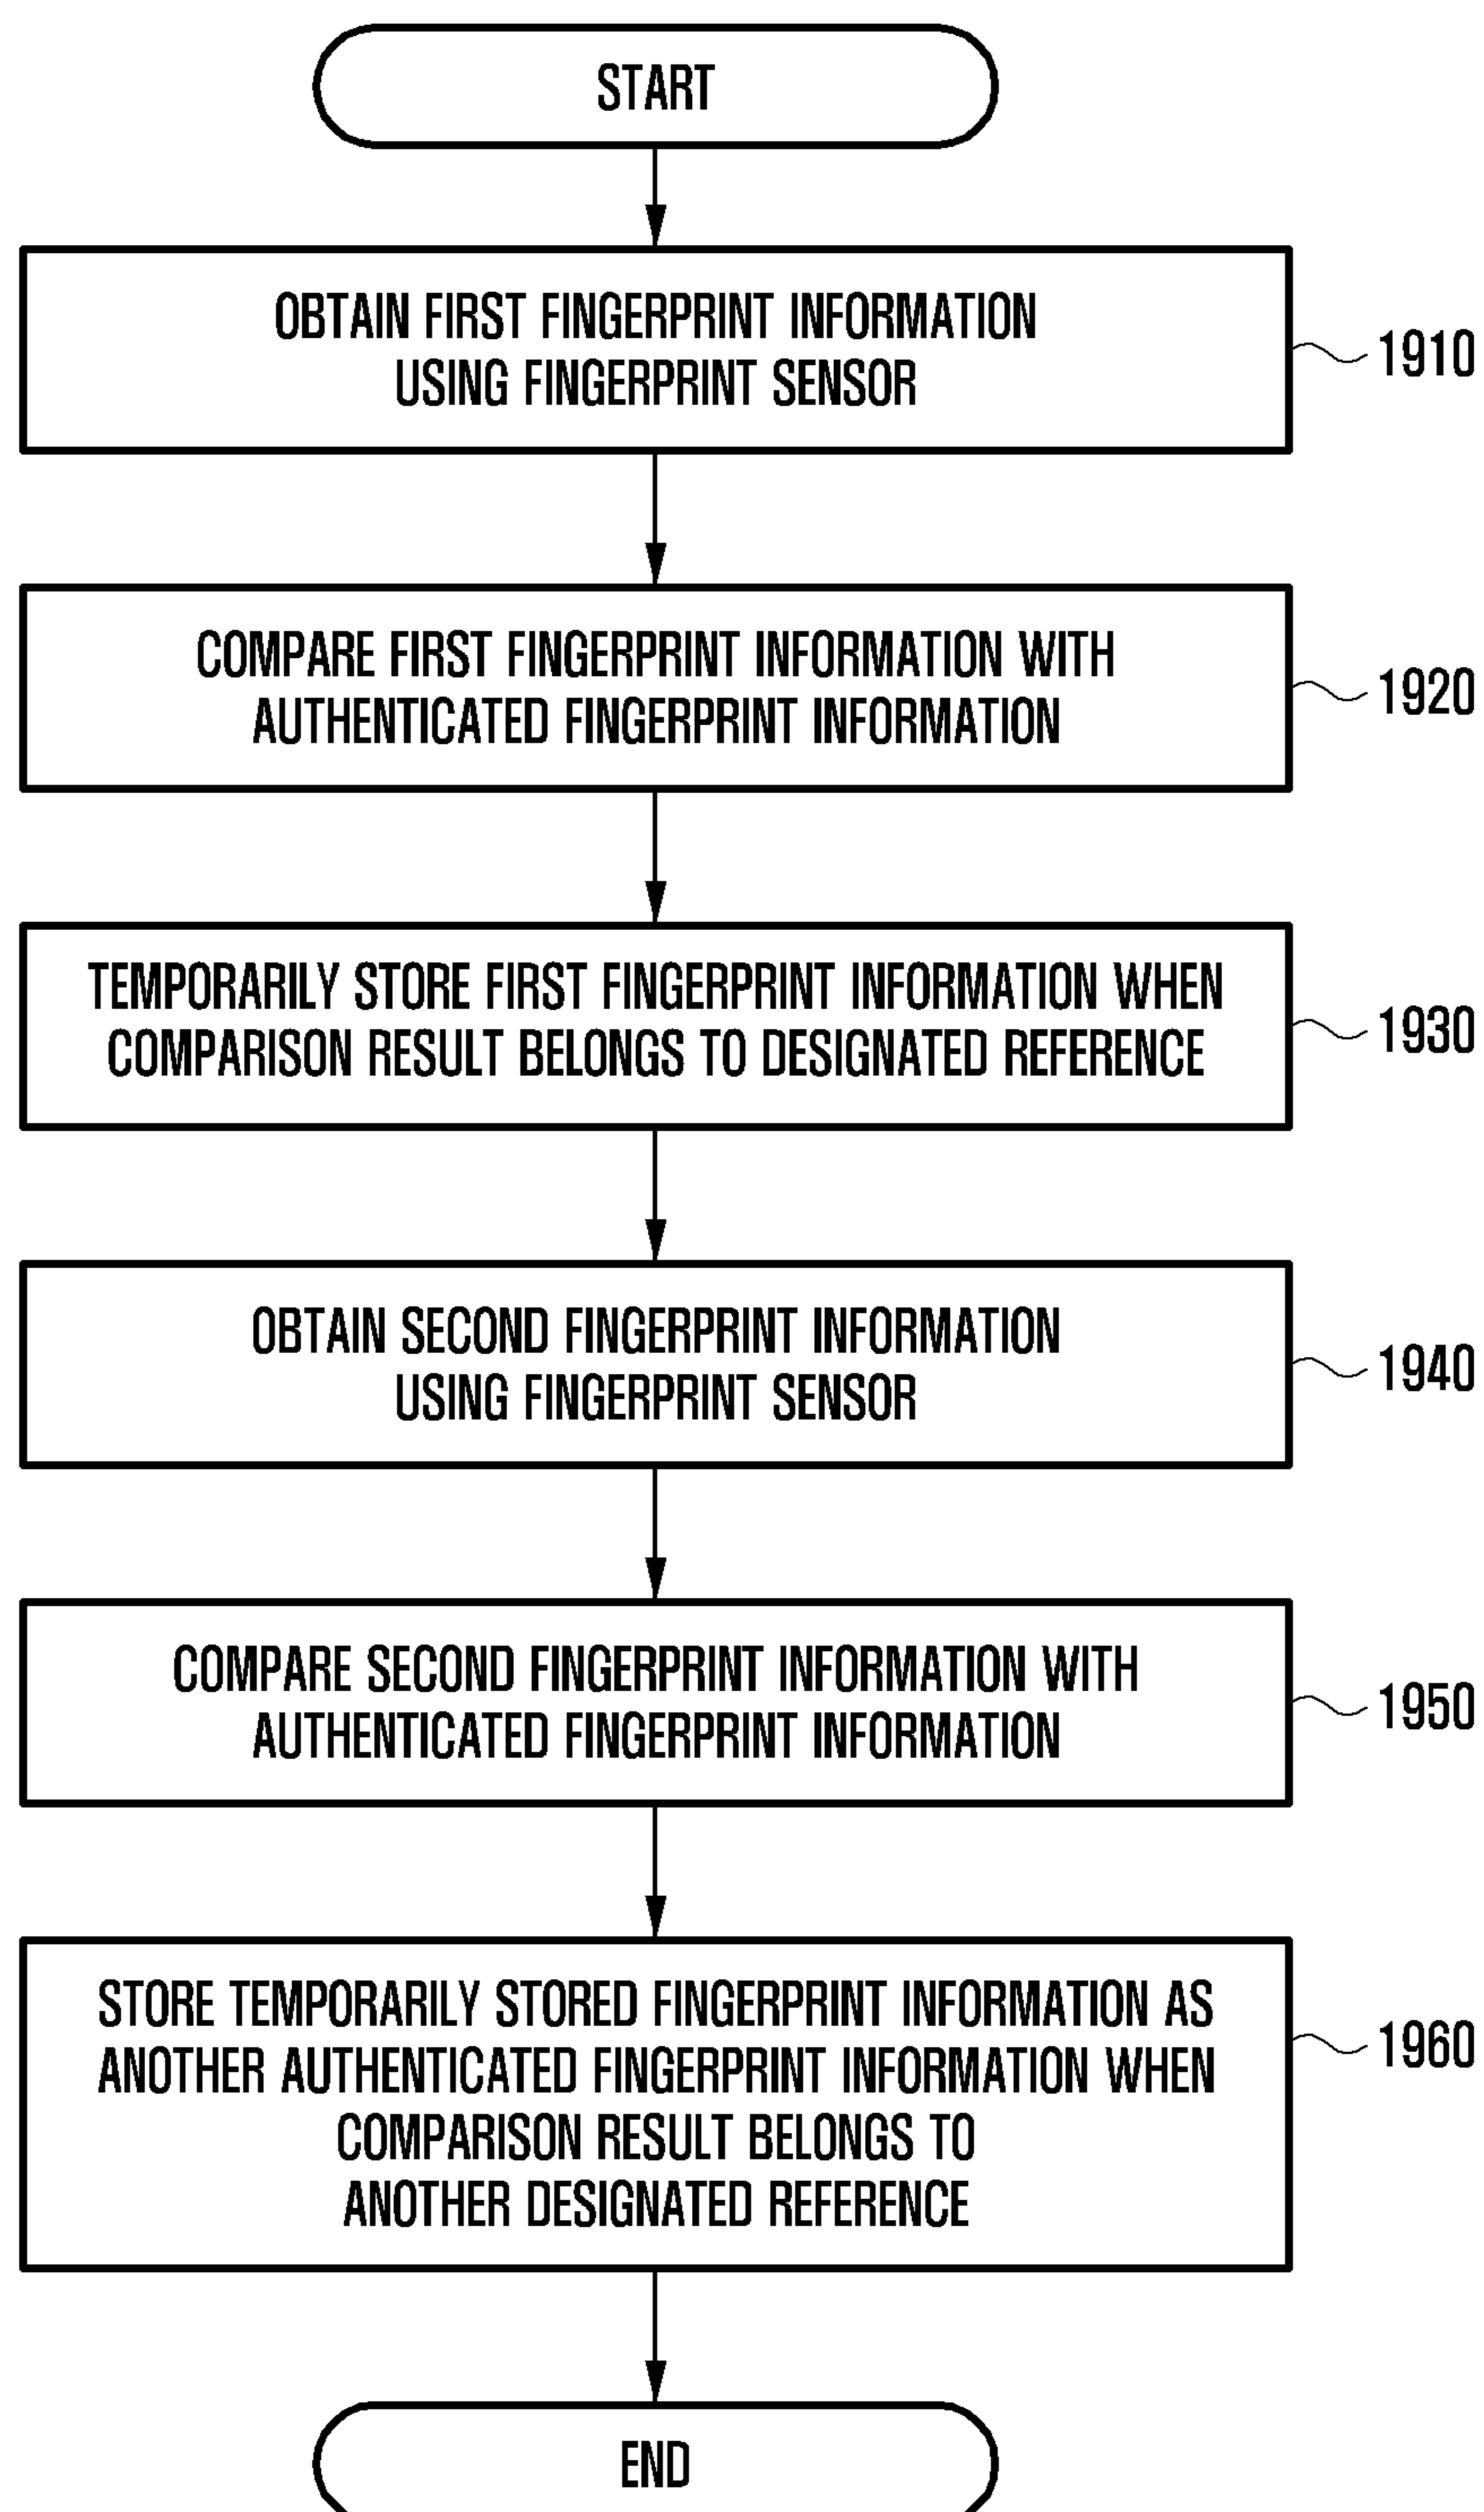 START
OBTAIN FIRST FINGERPRINT INFORMATION
USING FINGERPRINT SENSOR
1910
COMPARE FIRST FINGERPRINT INFORMATION WITH
AUTHENTICATED FINGERPRINT INFORMATION
1920
TEMPORARILY STORE FIRST FINGERPRINT INFORMATION WHEN
COMPARISON RESULT BELONGS TO DESIGNATED REFERENCE
1930
OBTAIN SECOND FINGERPRINT INFORMATION
USING FINGERPRINT SENSOR
1940
COMPARE SECOND FINGERPRINT INFORMATION WITH
AUTHENTICATED FINGERPRINT INFORMATION
1950
STORE TEMPORARILY STORED FINGERPRINT INFORMATION AS
ANOTHER AUTHENTICATED FINGERPRINT INFORMATION WHEN
COMPARISON RESULT BELONGS TO
ANOTHER DESIGNATED REFERENCE
1960
END